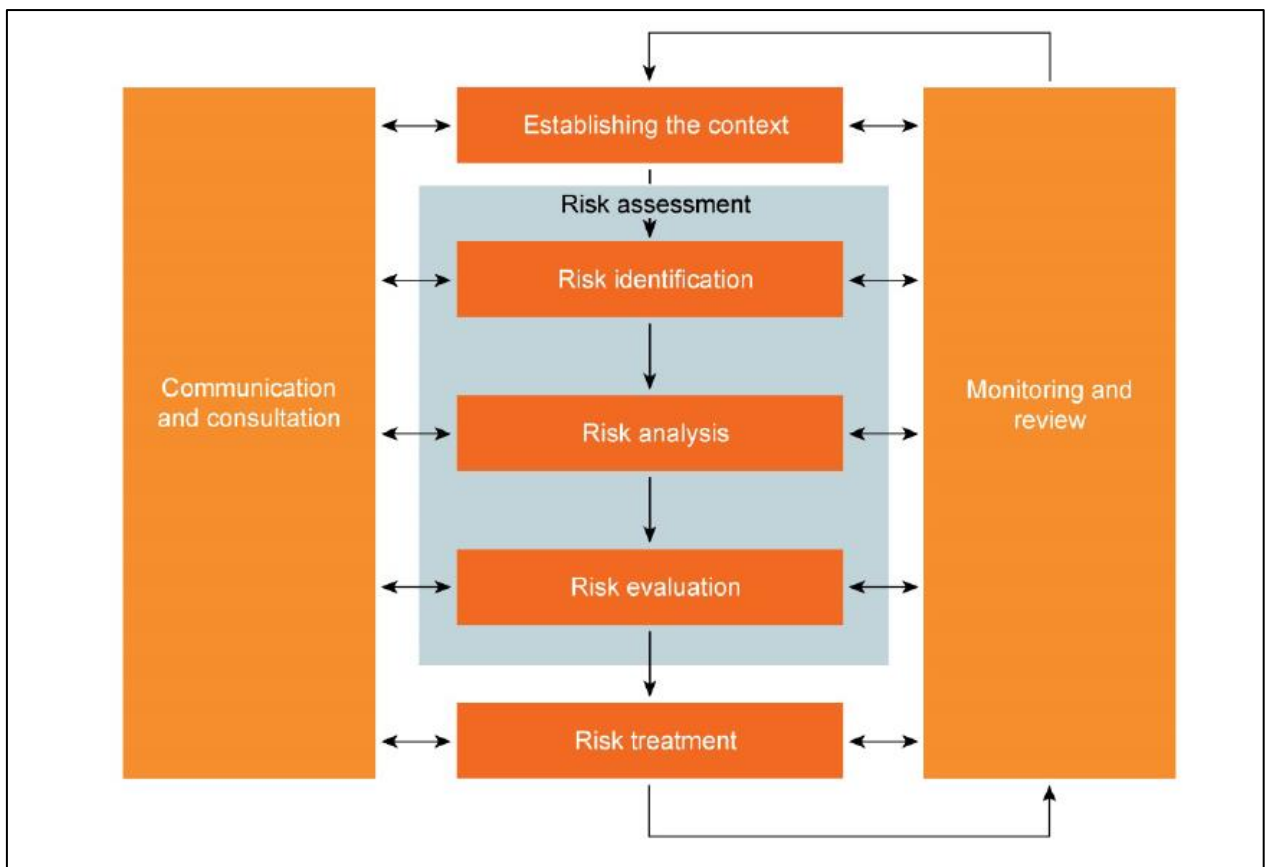 Establishing the context
Risk assessment
Risk identification
Communication
and consultation
Risk analysis
Monitoring and
review
Risk evaluation
Risk treatment